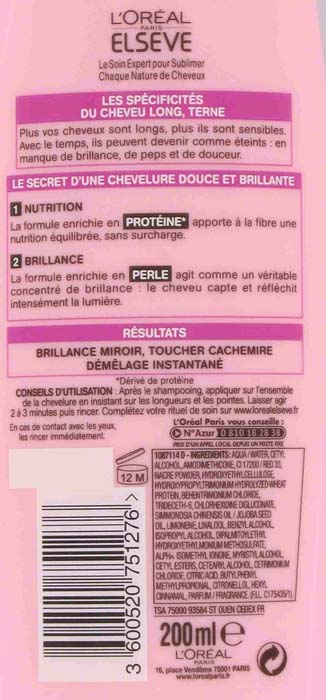 L'ORÉAL
PARIS
ELSEVE
Le Soin Expert pour Sublimer
Chaque Nature de Cheveux
LES SPÉCIFICITÉS
DU CHEVEU LONG, TERNE
Plus vos cheveux sont longs, plus ils sont sensibles.
Avec le temps, ils peuvent devenir comme éteints : en
manque de brillance, de peps et de douceur.
LE SECRET D'UNE CHEVELURE DOUCE ET BRILLANTE
1 NUTRITION
La formule enrichie en PROTÉINE* apporte à la fibre une
nutrition équilibrée, sans surcharge.
2 BRILLANCE
La formule enrichie en PERLE agit comme un véritable
concentré de brillance : le cheveu capte et réfléchit
intensément la lumière.
RÉSULTATS
BRILLANCE MIROIR, TOUCHER CACHEMIRE
DÉMÊLAGE INSTANTANÉ
*Dérivé de protéine
CONSEILS D'UTILISATION : Après le shampooing, appliquer sur l'ensemble
de la chevelure en insistant sur les longueurs et les pointes. Laisser agir
2 à 3 minutes puis rincer. Complétez votre rituel de soin sur www.lorealelseve.fr
En cas de contact avec les yeux,
les rincer immédiatement.
L'Oréal Paris vous conseille :
N°Azur 0 810 18 28 38
PRIX D'UN APPEL LOCAL DEPUIS UN POSTE FIXE
12 M
1087114 D - INGREDIENTS: AQUA / WATER, CETYL
ALCOHOL, AMODIMETHICONE, CI 77200 / RED 33,
NACRE POWDER, HYDROXYETHYLCELLULOSE,
HYDROXYPROPYLTRIMONIUM HYDROLYZED WHEAT
PROTEIN, BEHENTRIMONIUM CHLORIDE,
TRIDECETH-6, CHLORHEXIDINE DIGLUCONATE,
SIMMONDSIA CHINENSIS OIL / JOJOBA SEED
OIL, LIMONENE, LINALOOL, BENZYL ALCOHOL,
ISOPROPYL ALCOHOL, DIPALMITOYLETHYL
HYDROXYETHYLMONIUM METHOSULFATE,
ALPHA-ISOMETHYL IONONE, MYRISTYL ALCOHOL,
CETYL ESTERS, CETEARYL ALCOHOL, CETRIMONIUM
CHLORIDE, CITRIC ACID, BUTYLPHENYL
METHYLPROPIONAL, CITRONELLOL, HEXYL
CINNAMAL, PARFUM / FRAGRANCE. (F.I.L. C17543/1)
TSA 75000 93584 ST OUEN CEDEX FR
3 600520 751276 >
200 ml e
L'ORÉAL
PARIS
16, place Vendôme 75001 PARIS
www.lorealparis.fr